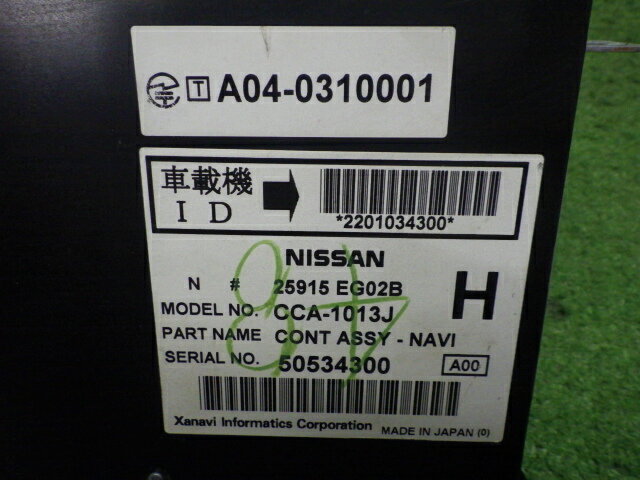 T A04-0310001
車載機
ID
*2201034300*
NISSAN
N # 25915 EG02B
H
MODEL NO. CCA-1013J
PART NAME CONT ASSY - NAVI
SERIAL NO. 50534300 A00
Xanavi Informatics Corporation MADE IN JAPAN (0)